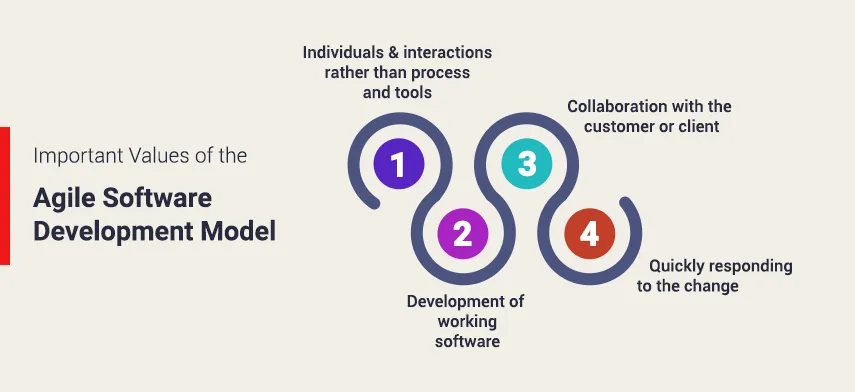 Important Values of the
Agile Software
Development Model
Individuals & interactions
rather than process
and tools
1
Development of
working
software
2
Collaboration with the
customer or client
3
Quickly responding
to the change
4